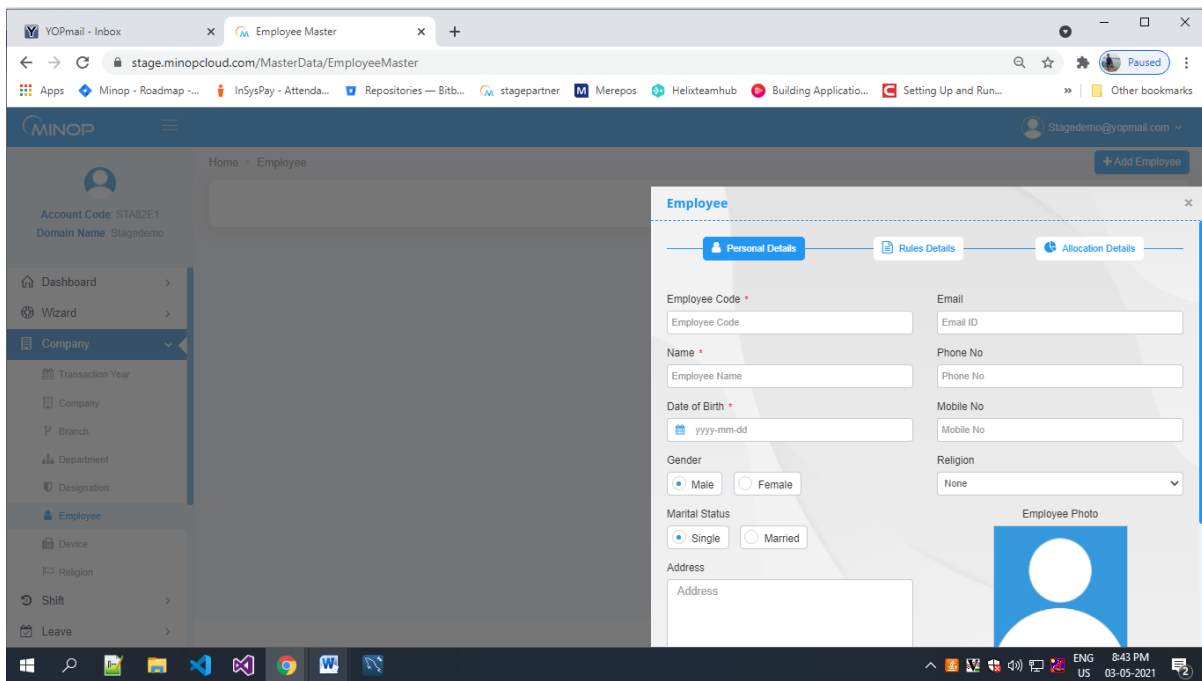 YOPmail - Inbox
Employee Master
stage.minopcloud.com/MasterData/EmployeeMaster
Paused
Apps
Minop - Roadmap -...
InSysPay - Attenda...
Repositories — Bitb...
stagepartner
Merepos
Helixteamhub
Building Applicatio...
Setting Up and Run...
»
Other bookmarks
MINOP
Stagedemo@yopmail.com
Home
Employee
+ Add Employee
Account Code: STA82E1
Domain Name: Stagedemo
Dashboard
Wizard
Company
Transaction Year
Company
Branch
Department
Designation
Employee
Device
Religion
Shift
Leave
Employee
×
Personal Details
Rules Details
Allocation Details
Employee Code *
Employee Code
Email
Email ID
Name *
Employee Name
Phone No
Phone No
Date of Birth *
yyyy-mm-dd
Mobile No
Mobile No
Gender
Male
Female
Religion
None
Marital Status
Single
Married
Employee Photo
Address
Address
ENG
US
8:43 PM
03-05-2021
2